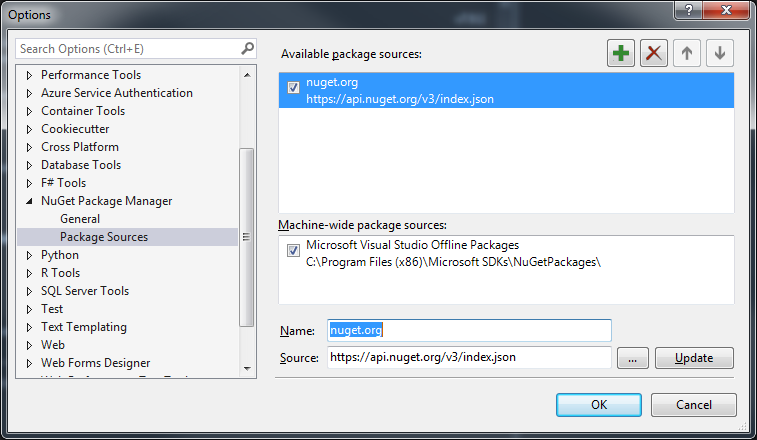 Options
Search Options (Ctrl+E)
Performance Tools
Azure Service Authentication
Container Tools
Cookiecutter
Cross Platform
Database Tools
F# Tools
NuGet Package Manager
General
Package Sources
Python
R Tools
SQL Server Tools
Test
Text Templating
Web
Web Forms Designer
Available package sources:
nuget.org
https://api.nuget.org/v3/index.json
Machine-wide package sources:
Microsoft Visual Studio Offline Packages
C:\Program Files (x86)\Microsoft SDKs\NuGetPackages\
Name:
nuget.org
Source:
https://api.nuget.org/v3/index.json
...
Update
OK
Cancel